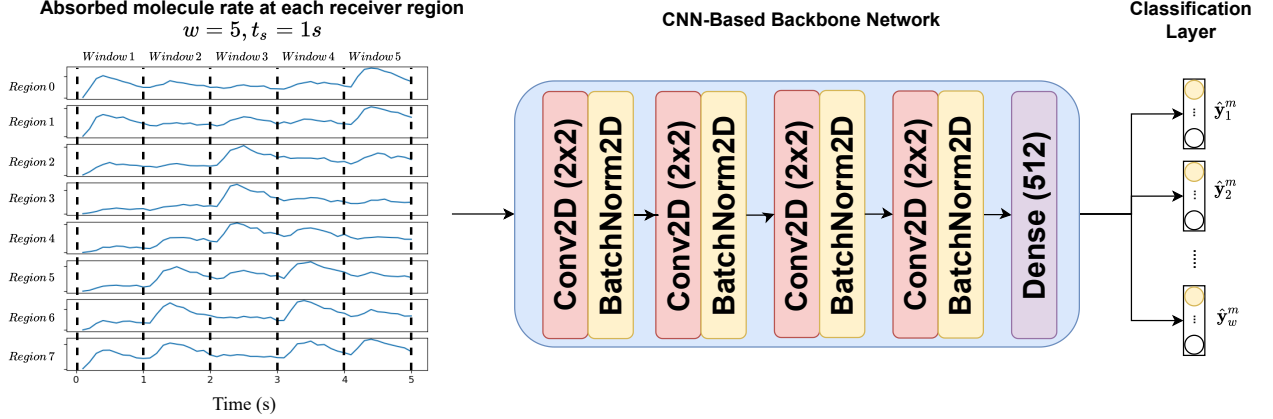 Absorbed molecule rate at each receiver region
w = 5, t_s = 1s
Window 1 Window 2 Window 3 Window 4 Window 5
Region 0
Region 1
Region 2
Region 3
Region 4
Region 5
Region 6
Region 7
0 1 2 3 4 5
Time (s)
CNN-Based Backbone Network
Conv2D (2x2)
BatchNorm2D
Conv2D (2x2)
BatchNorm2D
Conv2D (2x2)
BatchNorm2D
Conv2D (2x2)
BatchNorm2D
Dense (512)
Classification
Layer
ŷ_1^m
ŷ_2^m
ŷ_w^m